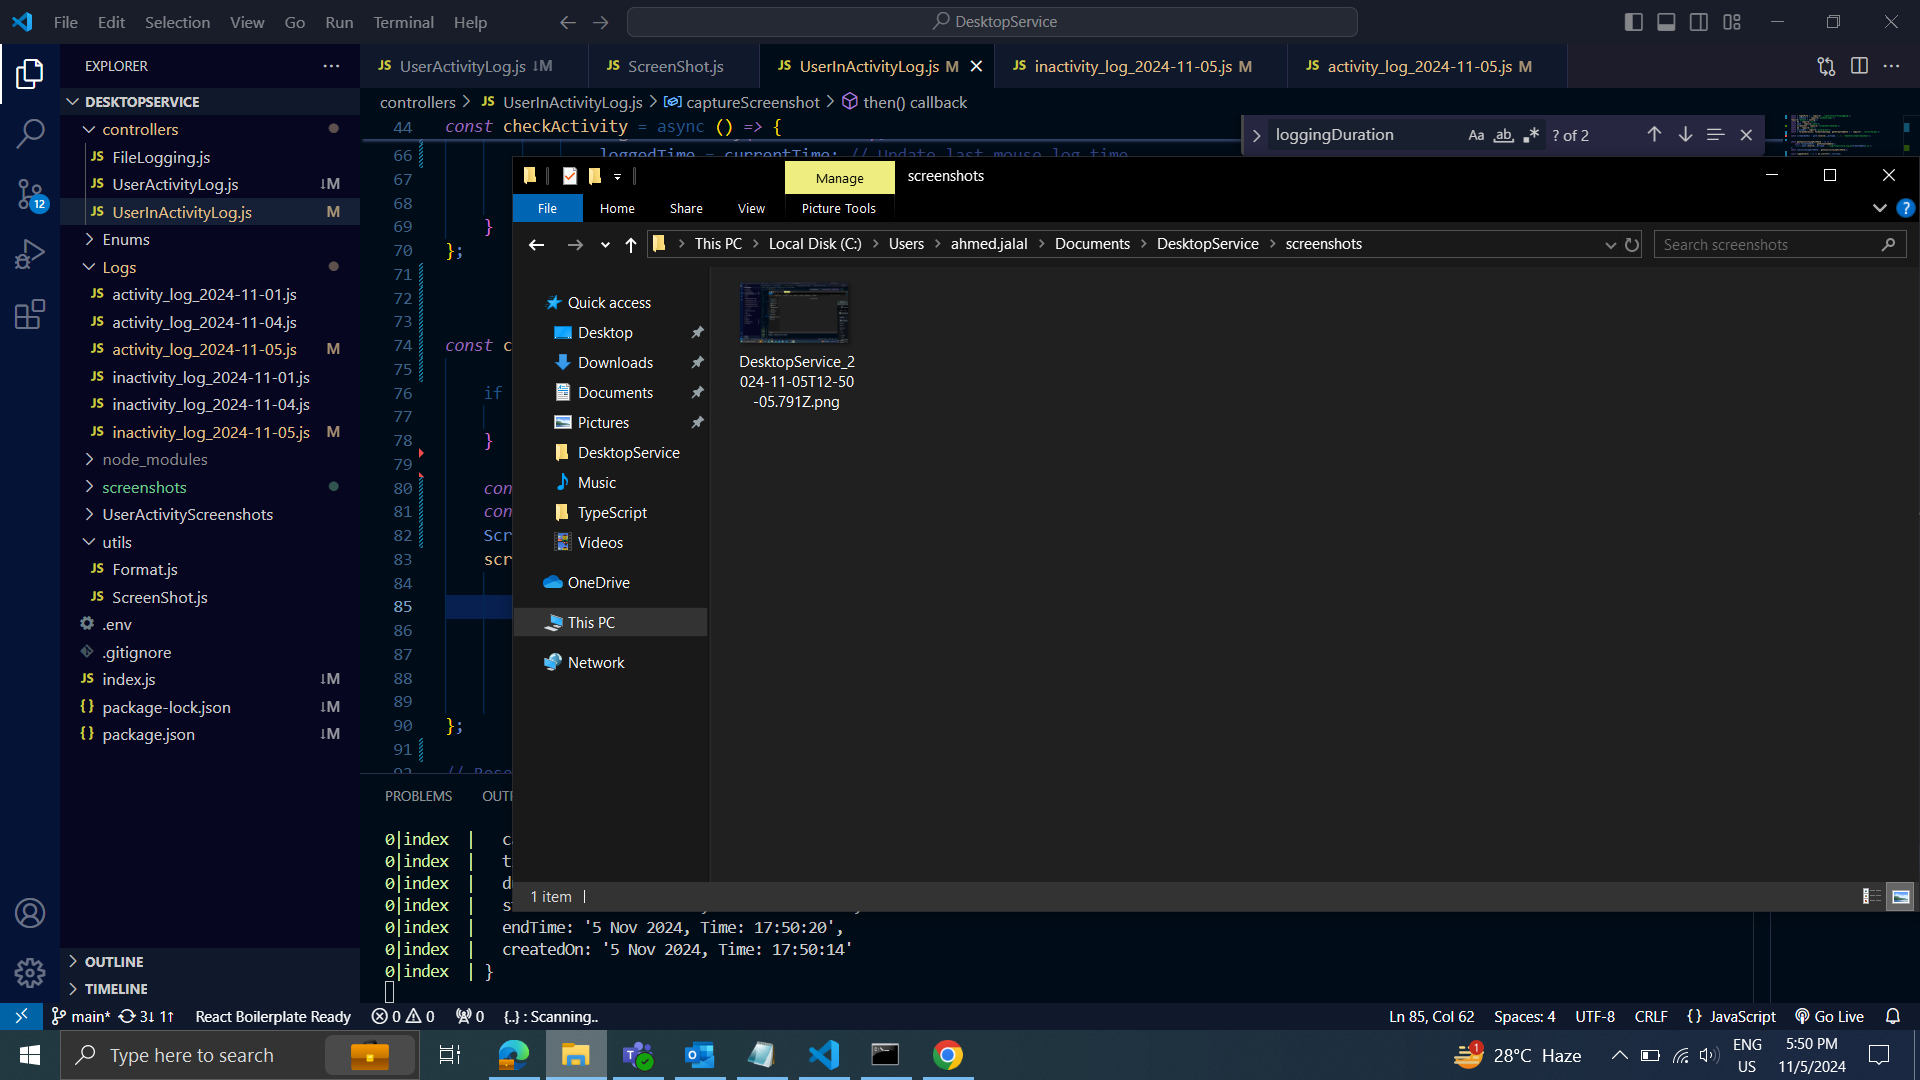 File Edit Selection View Go Run Terminal Help
DesktopService
EXPLORER
DESKTOPSERVICE
controllers
JS FileLogging.js
JS UserActivityLog.js ↓M
JS UserInActivityLog.js M
Enums
Logs
JS activity_log_2024-11-01.js
JS activity_log_2024-11-04.js
JS activity_log_2024-11-05.js M
JS inactivity_log_2024-11-01.js
JS inactivity_log_2024-11-04.js
JS inactivity_log_2024-11-05.js M
node_modules
screenshots
UserActivityScreenshots
utils
JS Format.js
JS ScreenShot.js
.env
.gitignore
JS index.js ↓M
{} package-lock.json ↓M
{} package.json ↓M
OUTLINE
TIMELINE
12
JS UserActivityLog.js ↓M JS ScreenShot.js JS UserInActivityLog.js M JS inactivity_log_2024-11-05.js M JS activity_log_2024-11-05.js M
controllers > JS UserInActivityLog.js > captureScreenshot > then() callback
44 const checkActivity = async () => {
loggingDuration Aa ab ? of 2
66 loggedTime = currentTime; // Update last mouse log time
67
68
69 }
70 };
71
72
73
74 const c
75
76 if
77
78 }
79
80 con
81 con
82 Scr
83 scr
84
85
86
87
88
89
90 };
91
Manage screenshots
File Home Share View Picture Tools
This PC > Local Disk (C:) > Users > ahmed.jalal > Documents > DesktopService > screenshots
Search screenshots
Quick access
Desktop
Downloads
Documents
Pictures
DesktopService
Music
TypeScript
Videos
OneDrive
This PC
Network
DesktopService_2
024-11-05T12-50
-05.791Z.png
1 item
PROBLEMS OUTP
0|index | c
0|index | t
0|index | d
0|index | s
0|index | endTime: '5 Nov 2024, Time: 17:50:20',
0|index | createdOn: '5 Nov 2024, Time: 17:50:14'
0|index | }
main* 3↓ 1↑ React Boilerplate Ready 0 0 0 {..} : Scanning.. Ln 85, Col 62 Spaces: 4 UTF-8 CRLF {} JavaScript Go Live
Type here to search
1
28°C Haze
ENG
US
5:50 PM
11/5/2024